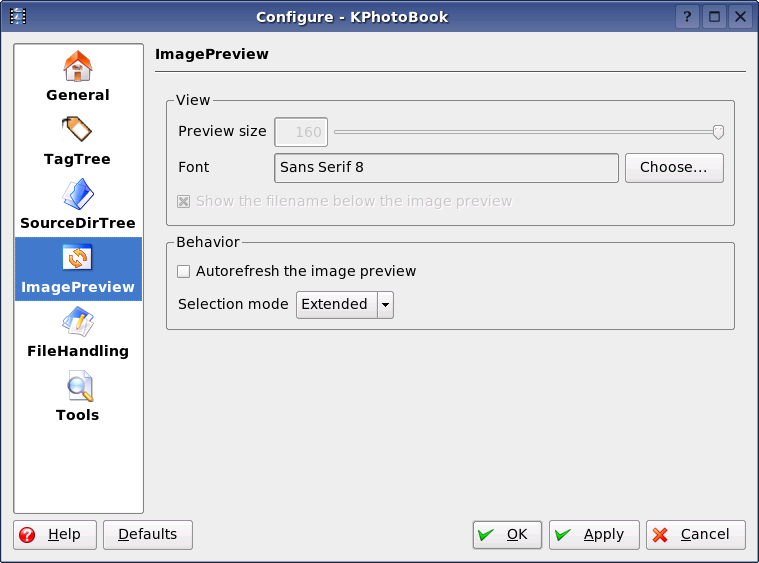 Configure - KPhotoBook
?
General
TagTree
SourceDirTree
ImagePreview
FileHandling
Tools
ImagePreview
View
Preview size 160
Font Sans Serif 8 Choose...
Show the filename below the image preview
Behavior
Autorefresh the image preview
Selection mode Extended
? Help Defaults OK Apply Cancel